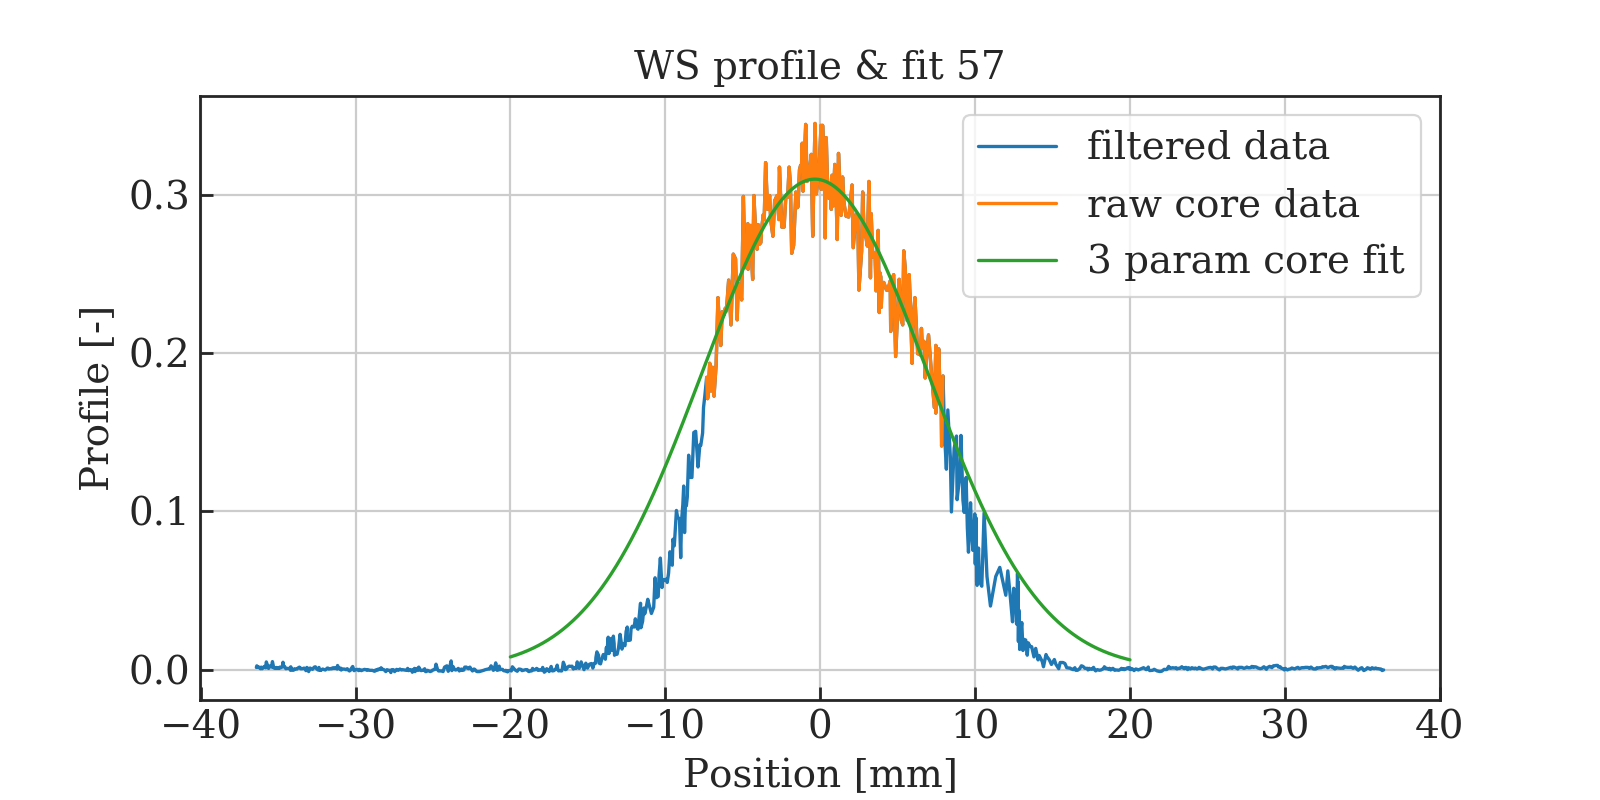 WS profile & fit 57
filtered data
raw core data
3 param core fit
Profile [-]
0.3
0.2
0.1
0.0
−40 −30 −20 −10 0 10 20 30 40
Position [mm]